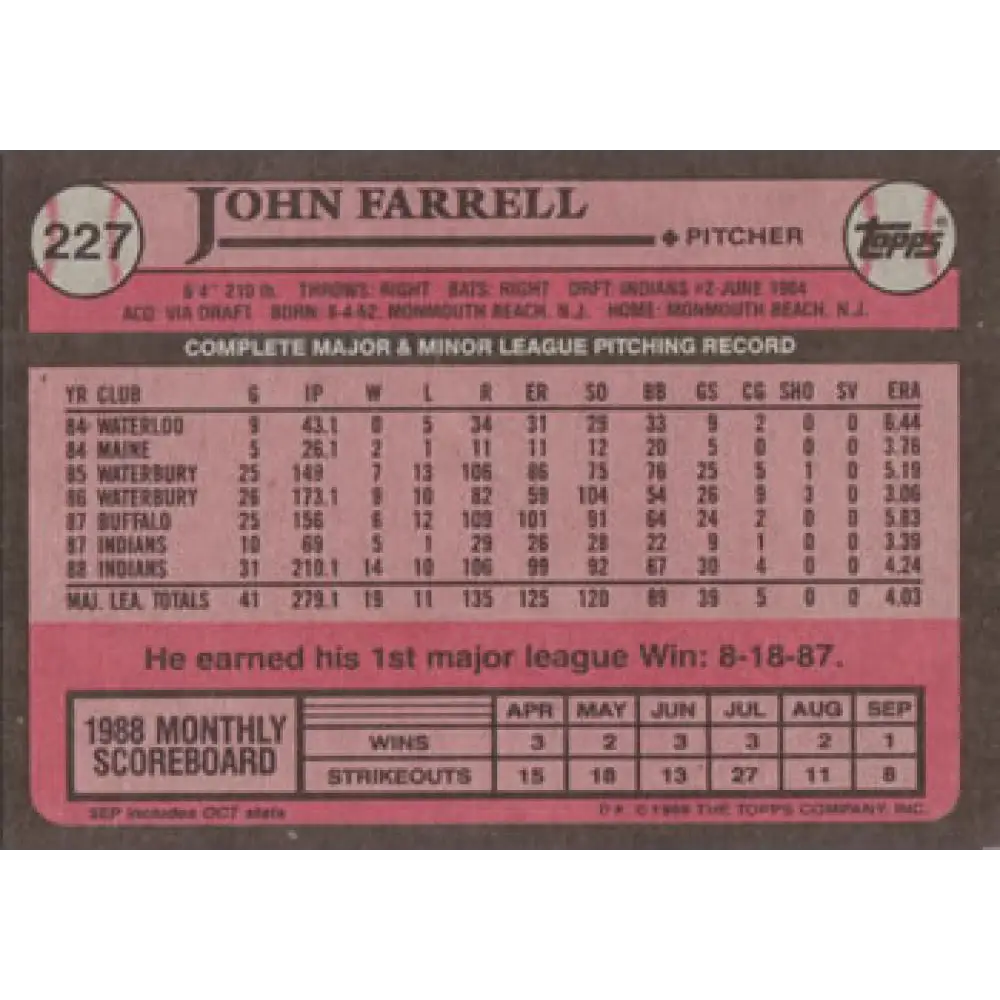 227
JOHN FARRELL
PITCHER
topps®
6'4" 210 lb. THROWS: RIGHT BATS: RIGHT DRFT: INDIANS #2-JUNE 1984
ACQ: VIA DRAFT BORN: 8-4-62, MONMOUTH BEACH, N.J. HOME: MONMOUTH BEACH, N.J.
COMPLETE MAJOR & MINOR LEAGUE PITCHING RECORD
YR CLUB G IP W L R ER SO BB GS CG SHO SV ERA
84 WATERLOO 9 43.1 0 5 34 31 29 33 9 2 0 0 6.44
84 MAINE 5 26.1 2 1 11 11 12 20 5 0 0 0 3.76
85 WATERBURY 25 149 7 13 106 86 75 76 25 5 1 0 5.19
86 WATERBURY 26 173.1 9 10 82 59 104 54 26 9 3 0 3.06
87 BUFFALO 25 156 6 12 109 101 91 64 24 2 0 0 5.83
87 INDIANS 10 69 5 1 29 26 28 22 9 1 0 0 3.39
88 INDIANS 31 210.1 14 10 106 99 92 67 30 4 0 0 4.24
MAJ. LEA. TOTALS 41 279.1 19 11 135 125 120 89 39 5 0 0 4.03
He earned his 1st major league Win: 8-18-87.
1988 MONTHLY SCOREBOARD
APR MAY JUN JUL AUG SEP
WINS 3 2 3 3 2 1
STRIKEOUTS 15 18 13 27 11 8
SEP includes OCT stats
D* © 1989 THE TOPPS COMPANY, INC.